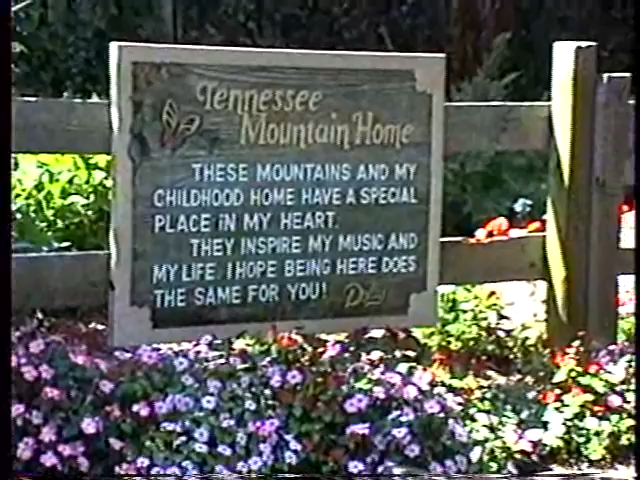 Tennessee
Mountain Home
THESE MOUNTAINS AND MY
CHILDHOOD HOME HAVE A SPECIAL
PLACE IN MY HEART.
THEY INSPIRE MY MUSIC AND
MY LIFE. I HOPE BEING HERE DOES
THE SAME FOR YOU! Dolly